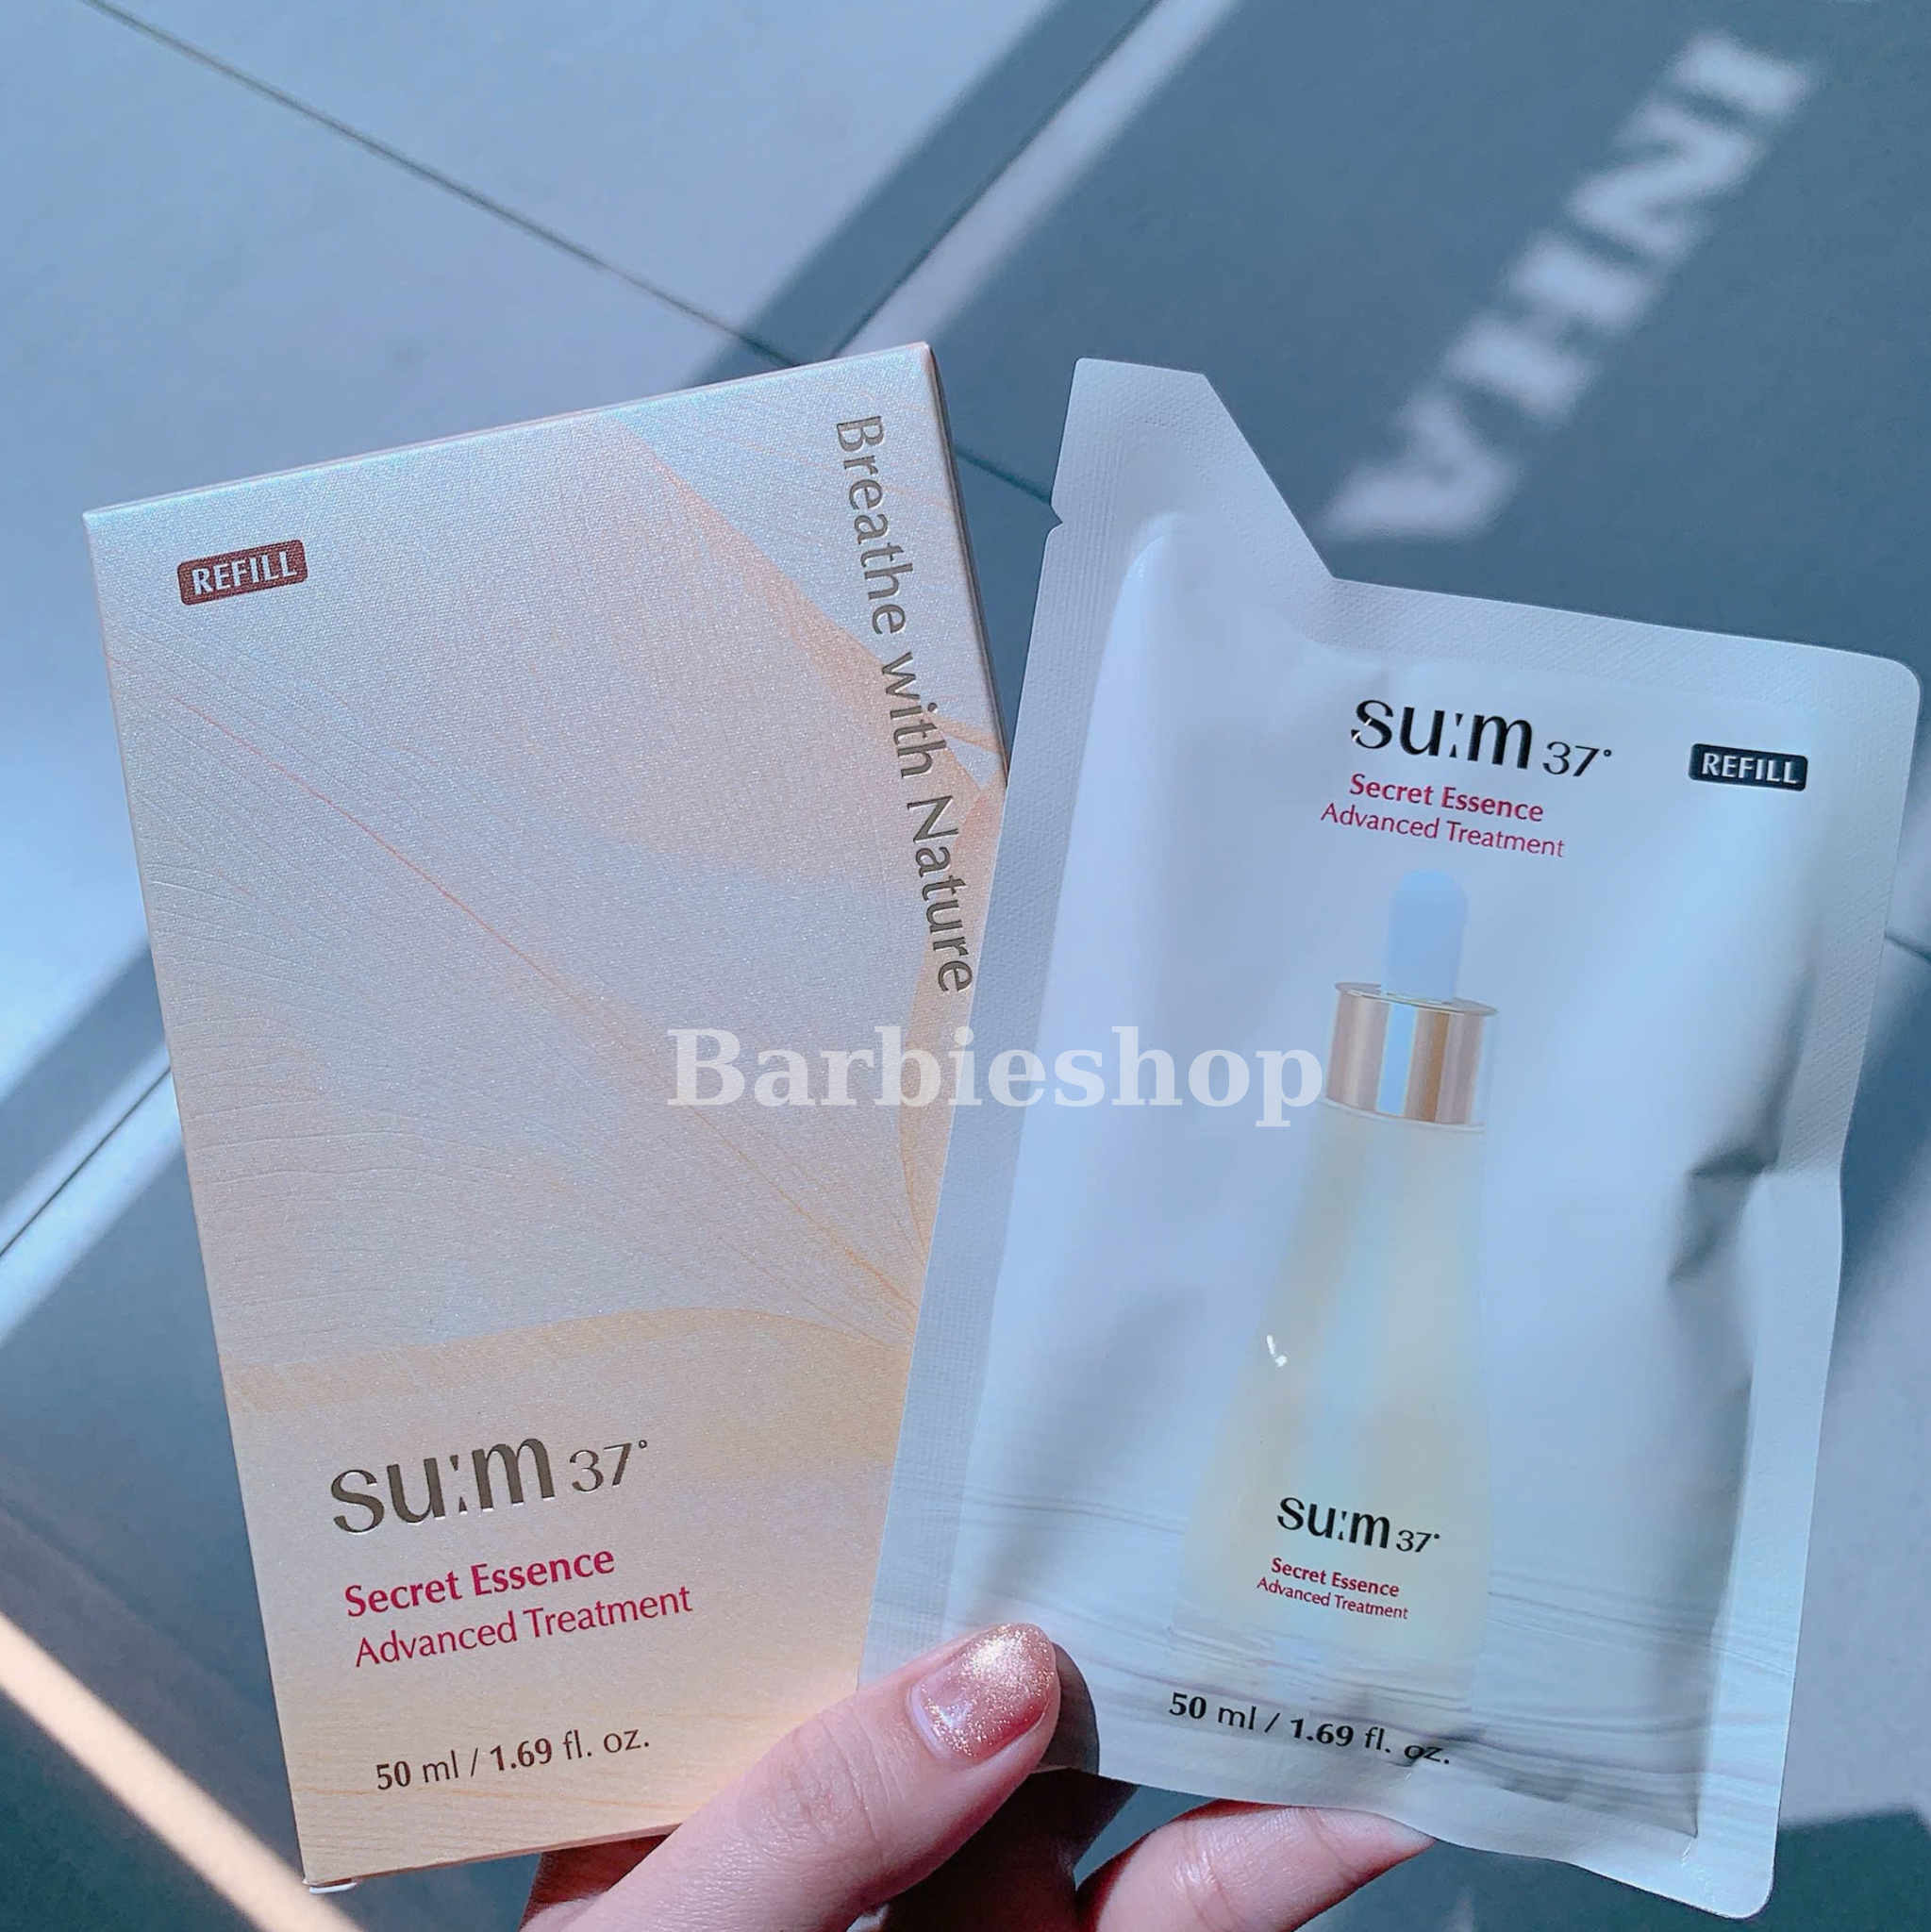 INHA
REFILL
Breathe with Nature
su:m 37°
Secret Essence
Advanced Treatment
50 ml / 1.69 fl. oz.
su:m 37°
REFILL
Secret Essence
Advanced Treatment
su:m 37°
Secret Essence
Advanced Treatment
50 ml / 1.69 fl. oz.
Barbieshop